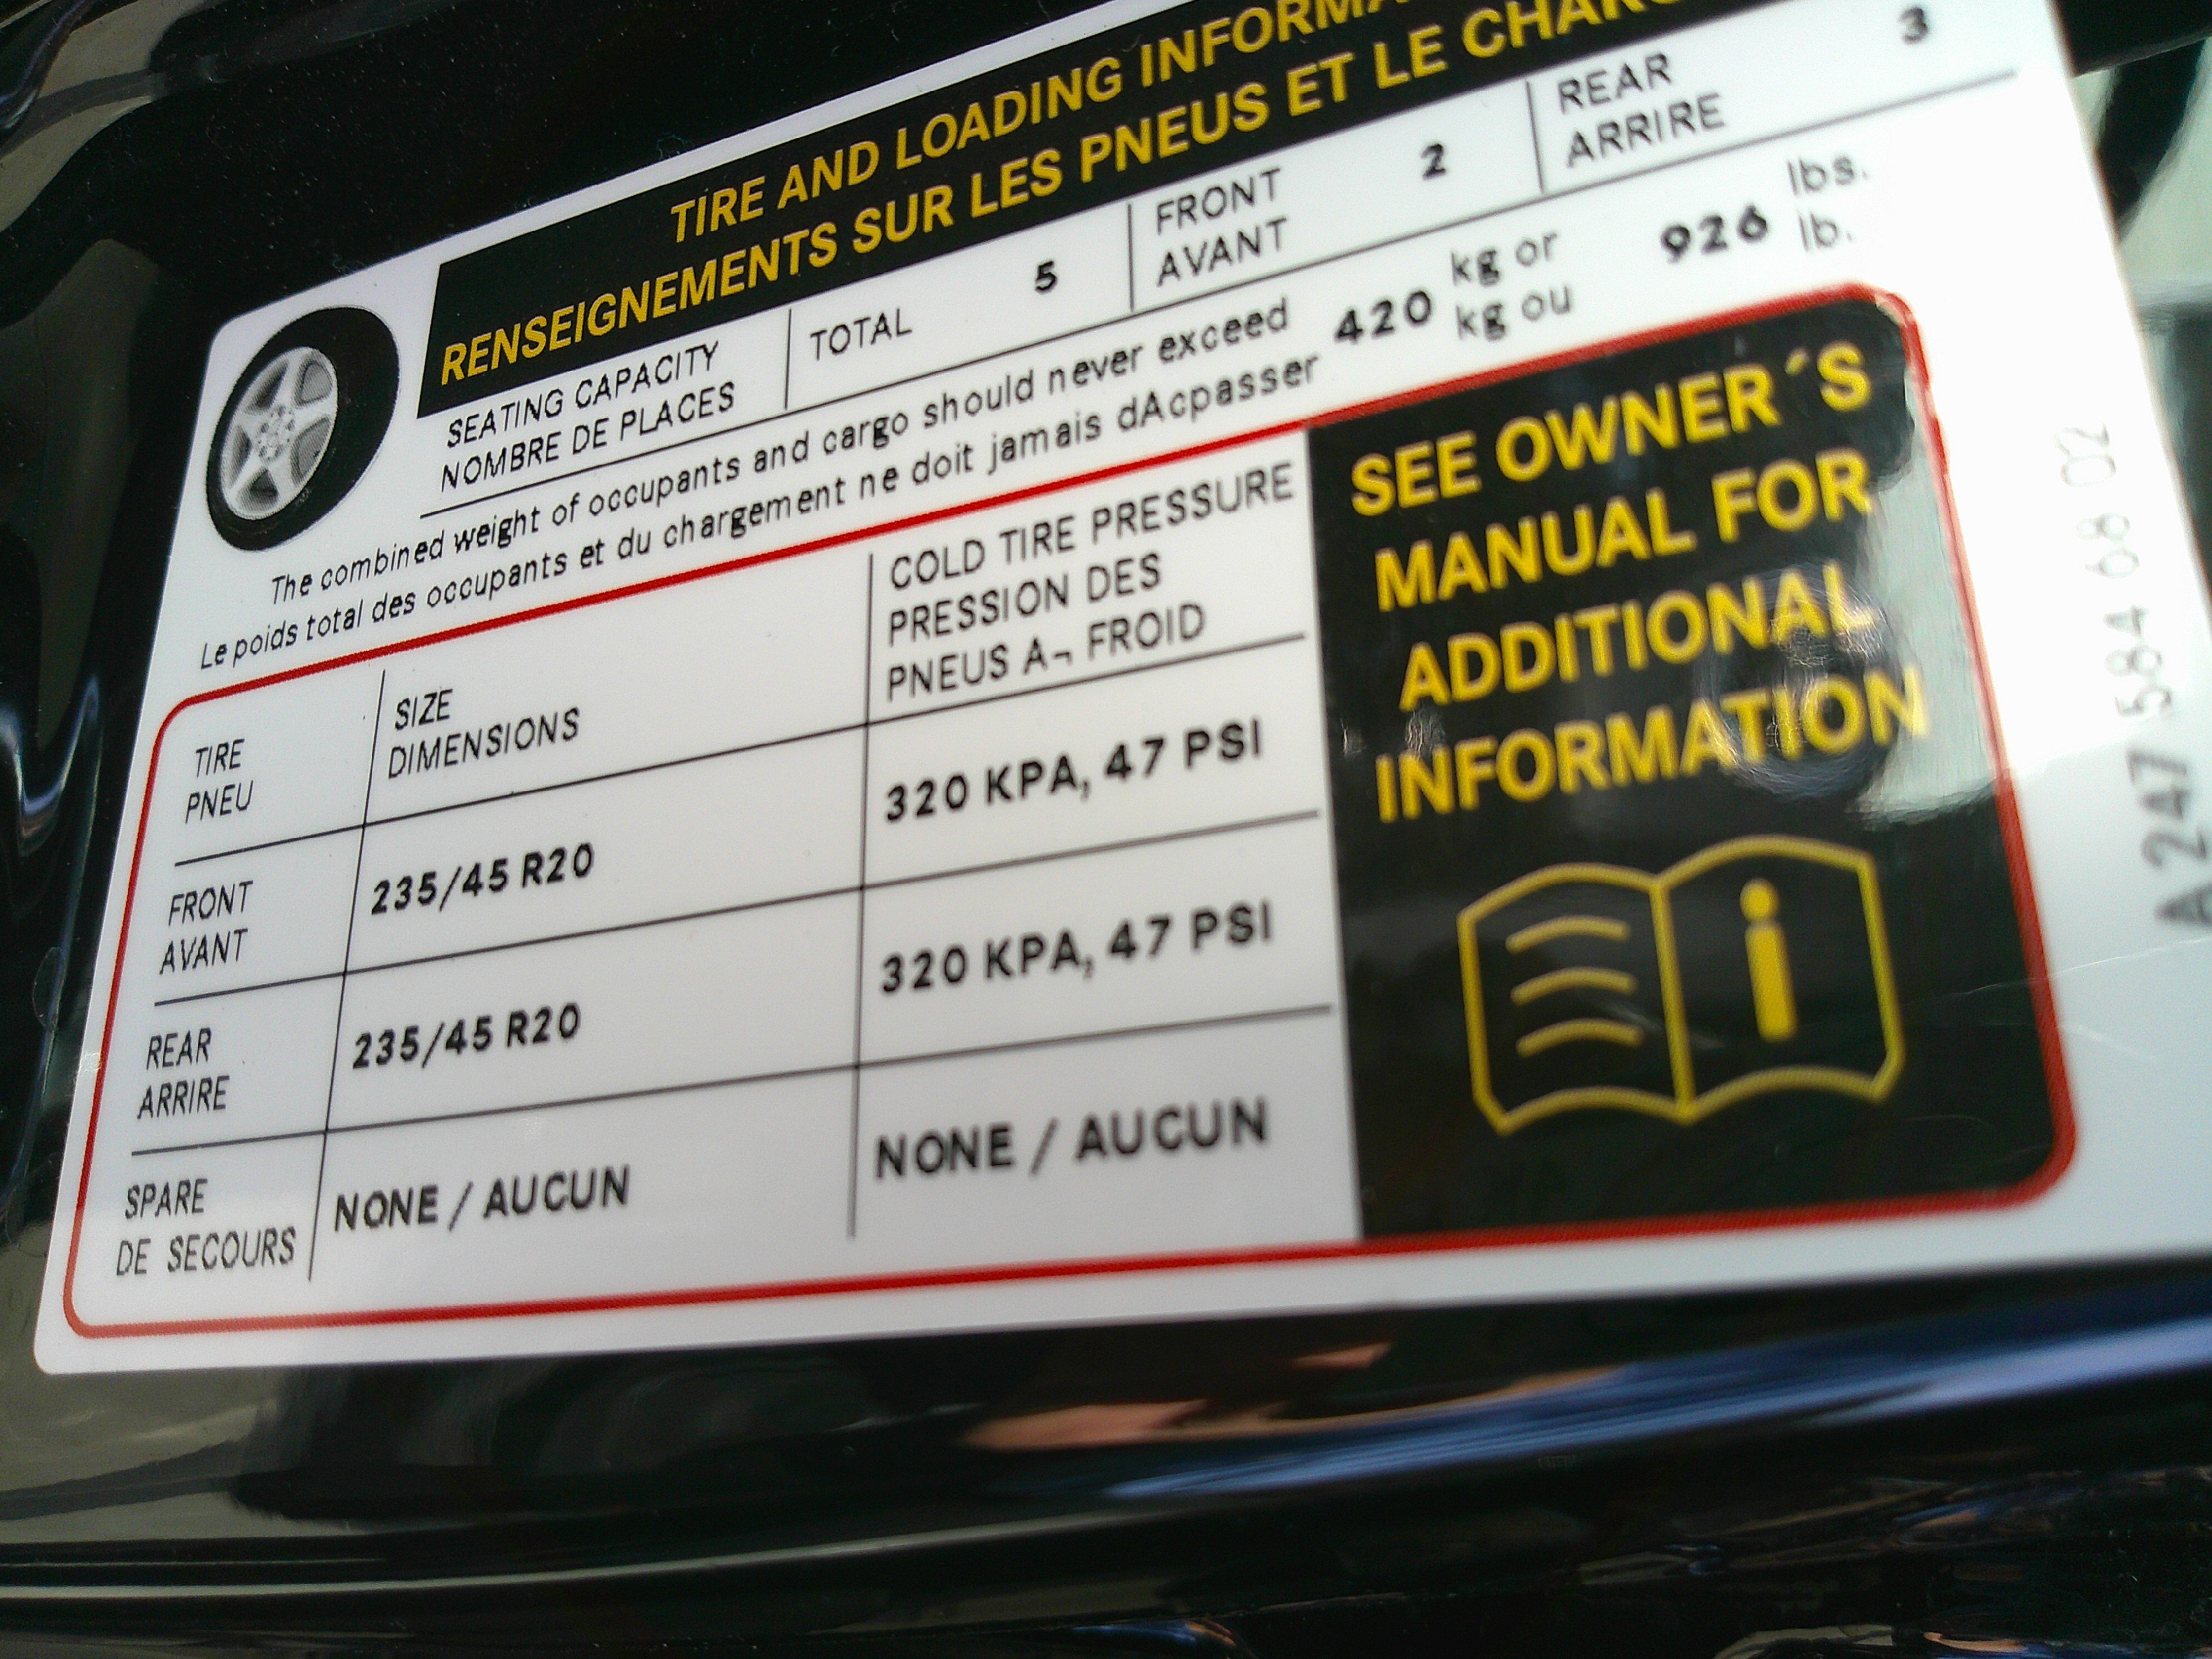 TIRE AND LOADING
RENSEIGNEMENTS SUR LES PNEUS ET LE
SEATING CAPACITY
NOMBRE DE PLACES
TOTAL 5
FRONT
AVANT
2
REAR
ARRIRE
3
The combined weight of occupants and cargo should never exceed
Le poids total des occupants et du chargement ne doit jamais dAcpasser
420 kg or
kg ou
926 lbs.
lb.
TIRE
PNEU
SIZE
DIMENSIONS
COLD TIRE PRESSURE
PRESSION DES
PNEUS A¬ FROID
FRONT
AVANT
235/45 R20
320 KPA, 47 PSI
REAR
ARRIRE
235/45 R20
320 KPA, 47 PSI
SPARE
DE SECOURS
NONE / AUCUN
NONE / AUCUN
SEE OWNER´S
MANUAL FOR
ADDITIONAL
INFORMATION
i
A 247 584 68 02